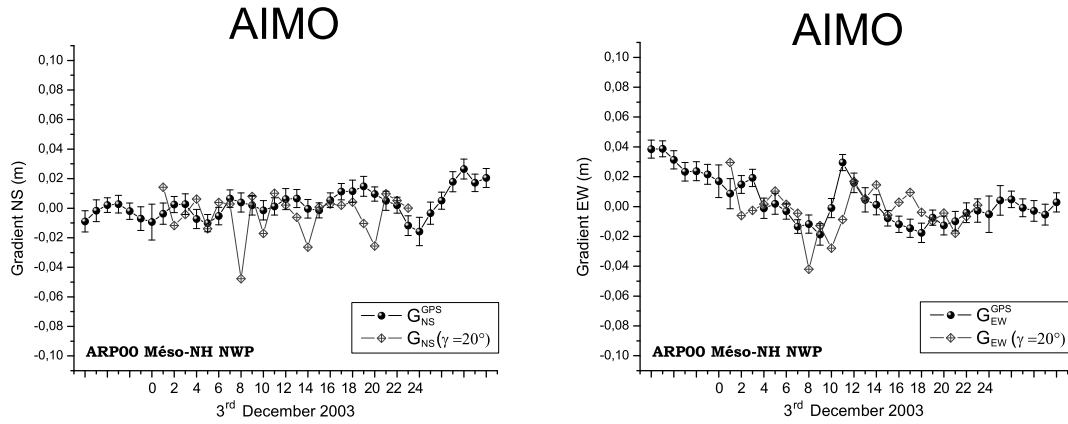 AIMO
0,10
0,08
0,06
0,04
0,02
0,00
-0,02
-0,04
-0,06
-0,08
-0,10
Gradient NS (m)
G NS GPS
G NS (γ =20°)
ARP00 Méso-NH NWP
0 2 4 6 8 10 12 14 16 18 20 22 24
3rd December 2003
AIMO
0,10
0,08
0,06
0,04
0,02
0,00
-0,02
-0,04
-0,06
-0,08
-0,10
Gradient EW (m)
G EW GPS
G EW (γ =20°)
ARP00 Méso-NH NWP
0 2 4 6 8 10 12 14 16 18 20 22 24
3rd December 2003